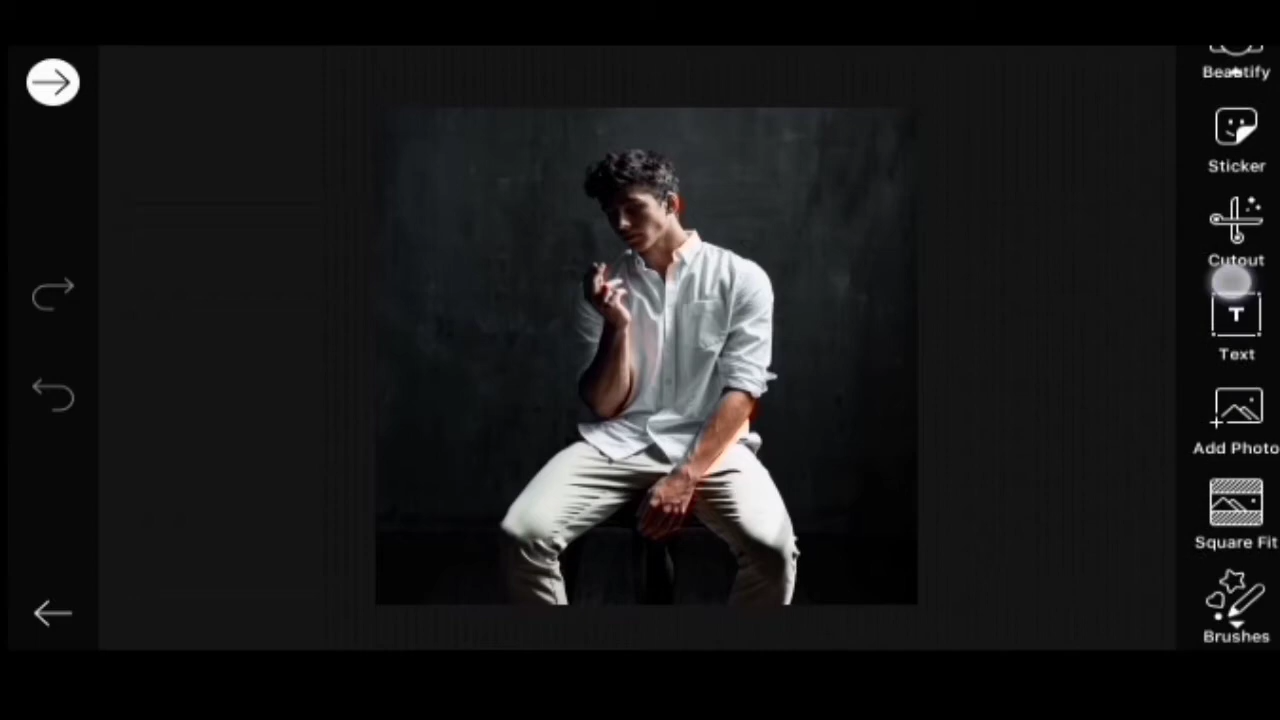 Beautify
Sticker
Cutout
T
Text
Add Photo
Square Fit
Brushes